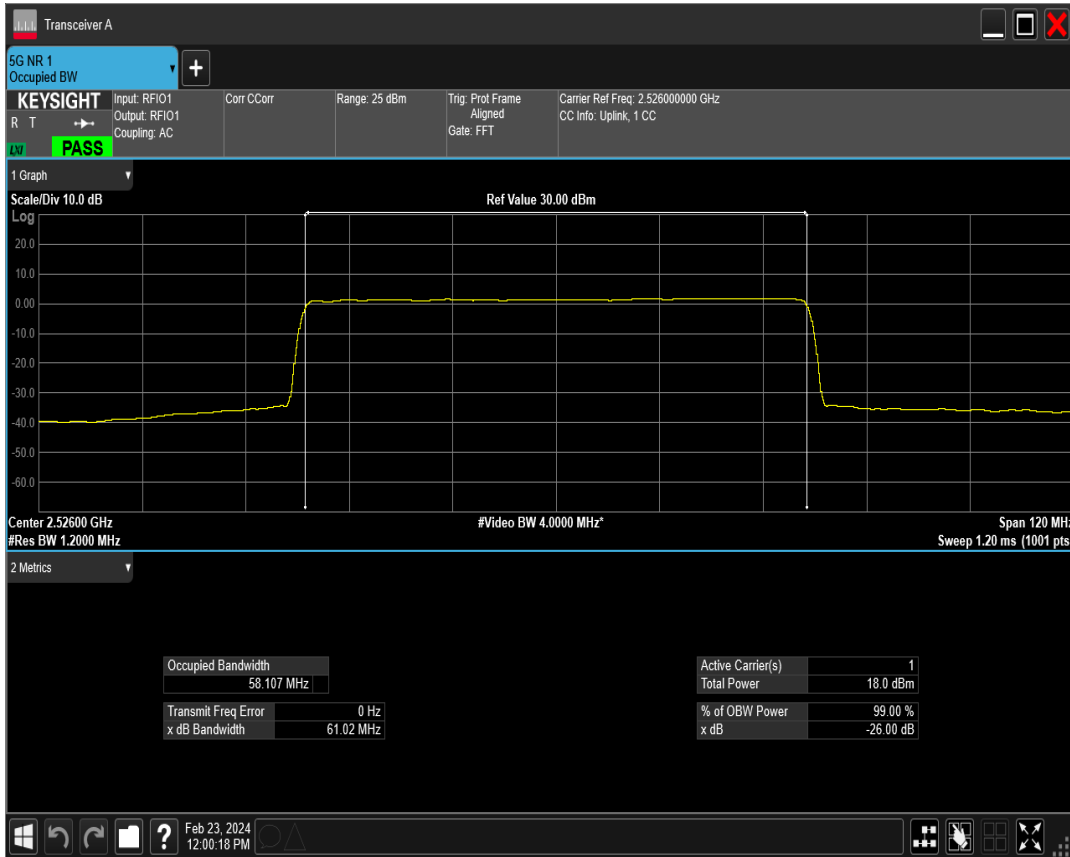 Transceiver A
5G NR 1
Occupied BW
KEYSIGHT
R T
LXI
PASS
Input: RFIO1
Output: RFIO1
Coupling: AC
Corr CCorr
Range: 25 dBm
Trig: Prot Frame
Aligned
Gate: FFT
Carrier Ref Freq: 2.526000000 GHz
CC Info: Uplink, 1 CC
1 Graph
Scale/Div 10.0 dB
Ref Value 30.00 dBm
Log
20.0
10.0
0.00
-10.0
-20.0
-30.0
-40.0
-50.0
-60.0
Center 2.52600 GHz
#Video BW 4.0000 MHz*
Span 120 MHz
#Res BW 1.2000 MHz
Sweep 1.20 ms (1001 pts
2 Metrics
Occupied Bandwidth
58.107 MHz
Transmit Freq Error 0 Hz
x dB Bandwidth 61.02 MHz
Active Carrier(s) 1
Total Power 18.0 dBm
% of OBW Power 99.00 %
x dB -26.00 dB
?
Feb 23, 2024
12:00:18 PM